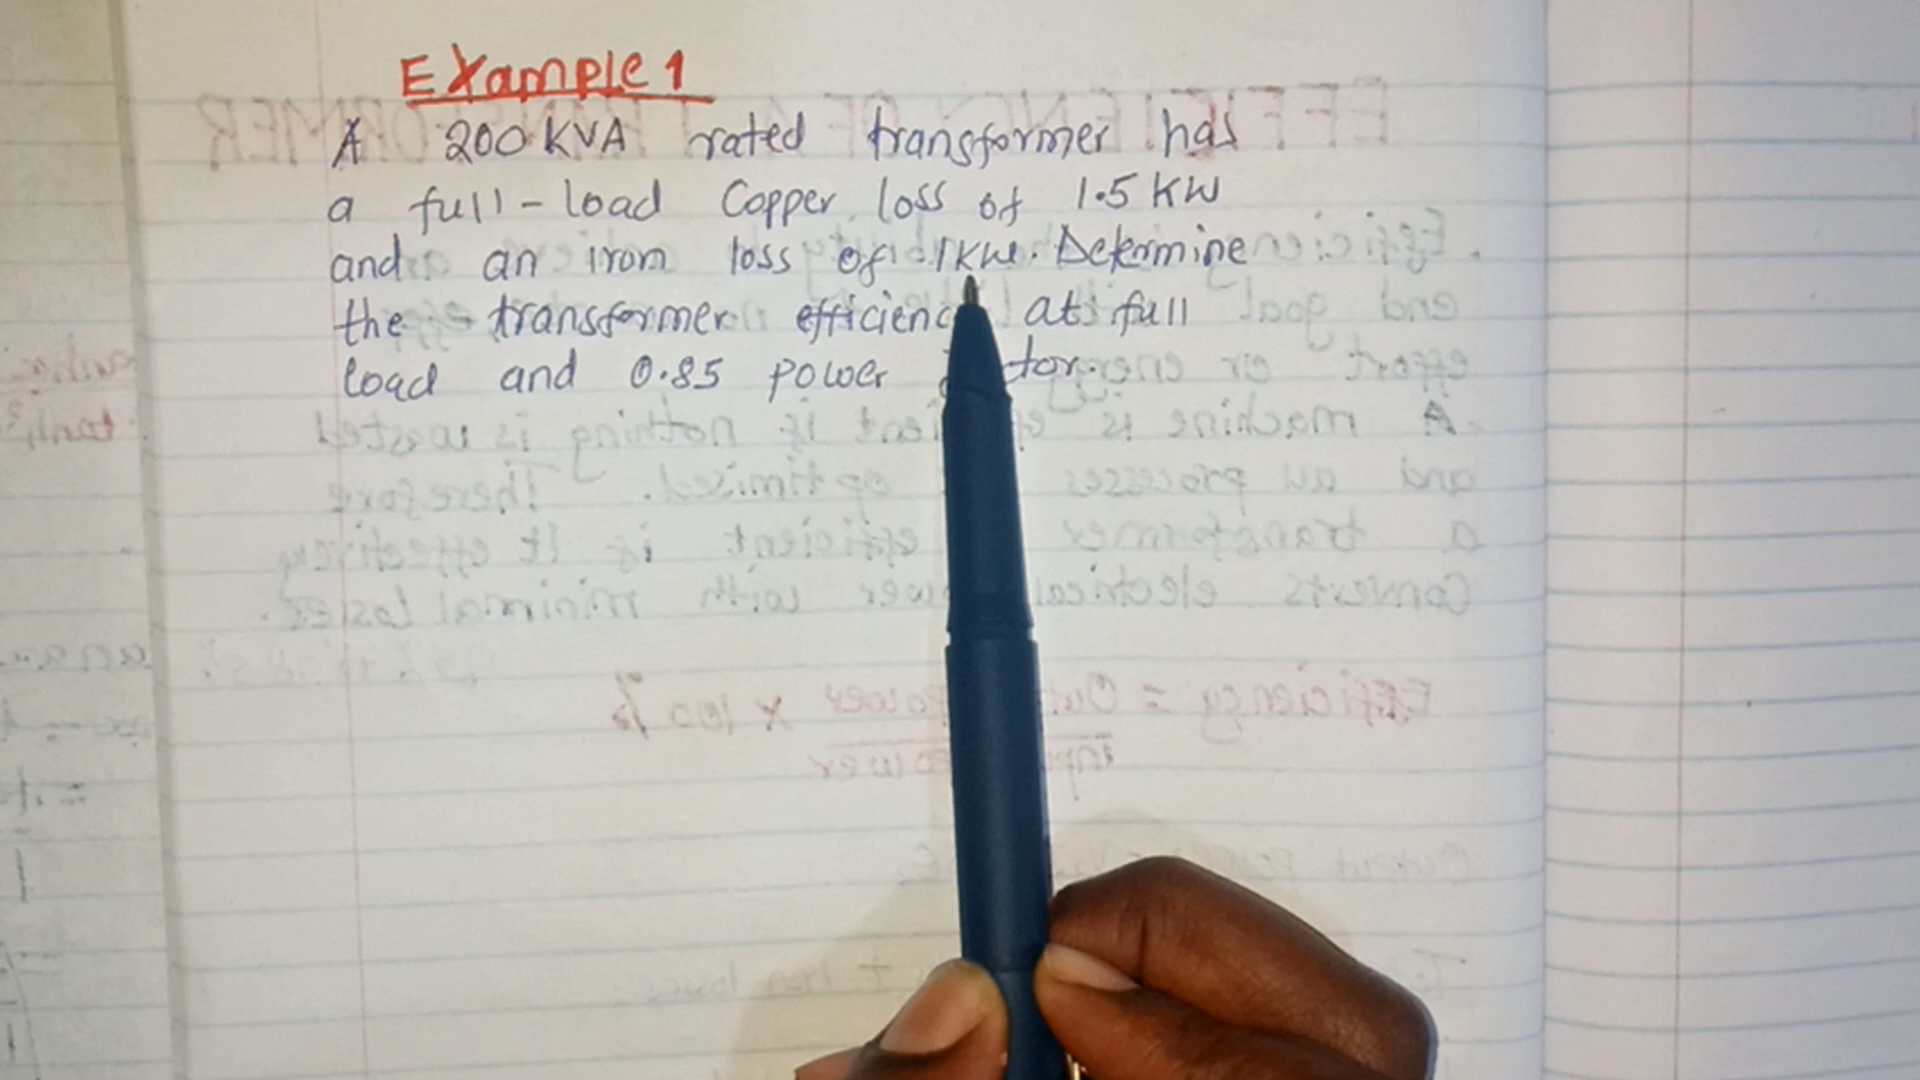 Example 1
A 200 KVA rated transformer has
a full-load Copper loss of 1.5 KW
and an iron loss of 1KW. Determine
the transformer efficiency at full
load and 0.85 power